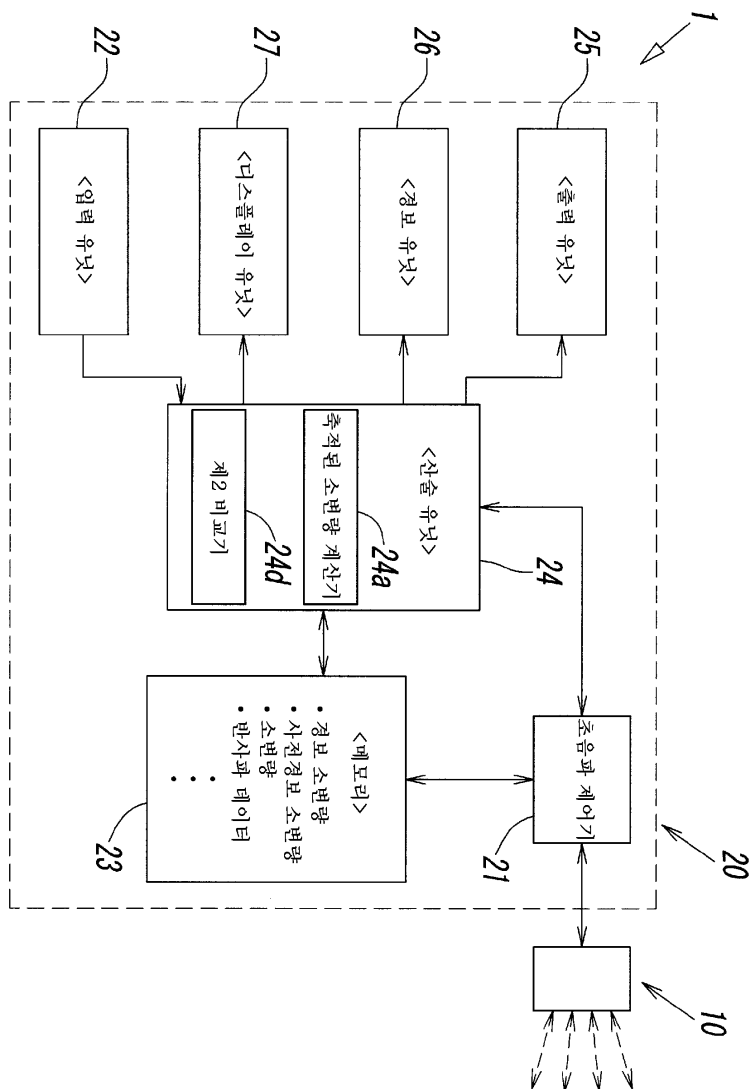 1
20
10
초음파 제어기
21
25
<출력 유닛>
26
<경보 유닛>
27
<디스플레이 유닛>
22
<입력 유닛>
<산술 유닛>
24
축적된 소변량 계산기
24a
제2 비교기
24d
<메모리>
• 경보 소변량
• 사전경보 소변량
• 소변량
• 반사파 데이터
• • •
23